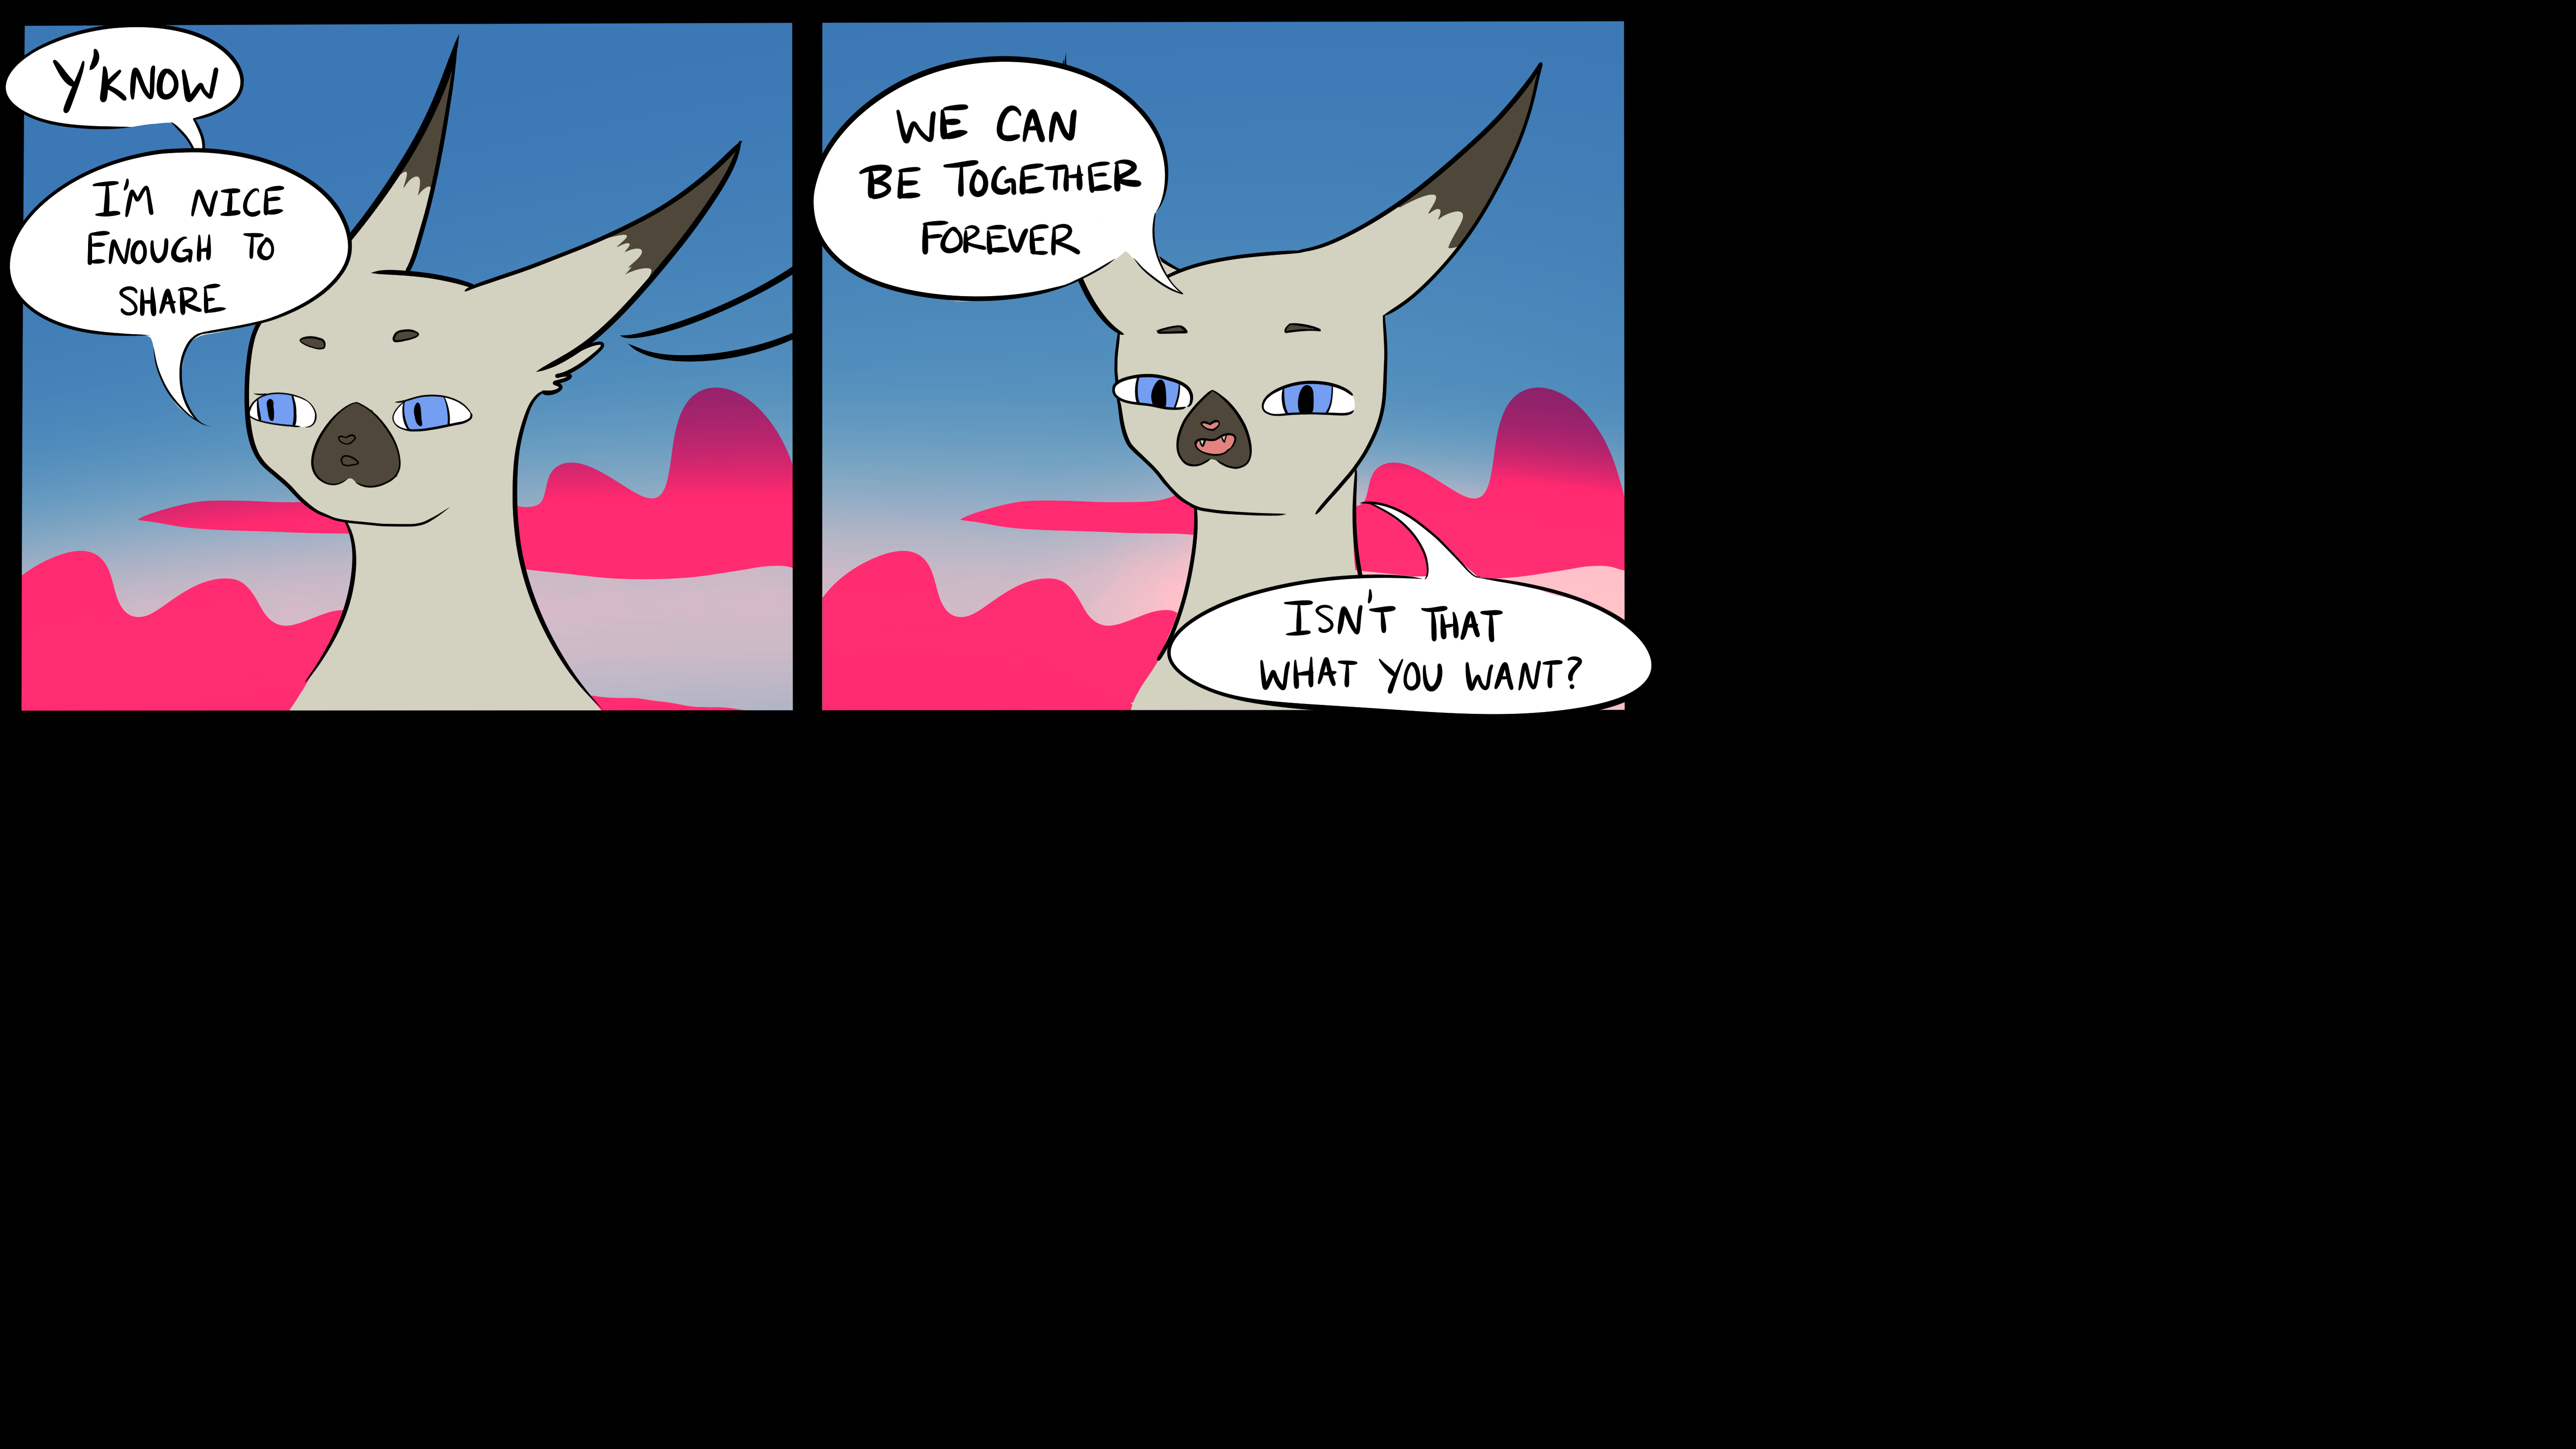 Y'KNOW
I'M NICE
ENOUGH TO
SHARE
WE CAN
BE TOGETHER
FOREVER
ISN'T THAT
WHAT YOU WANT?